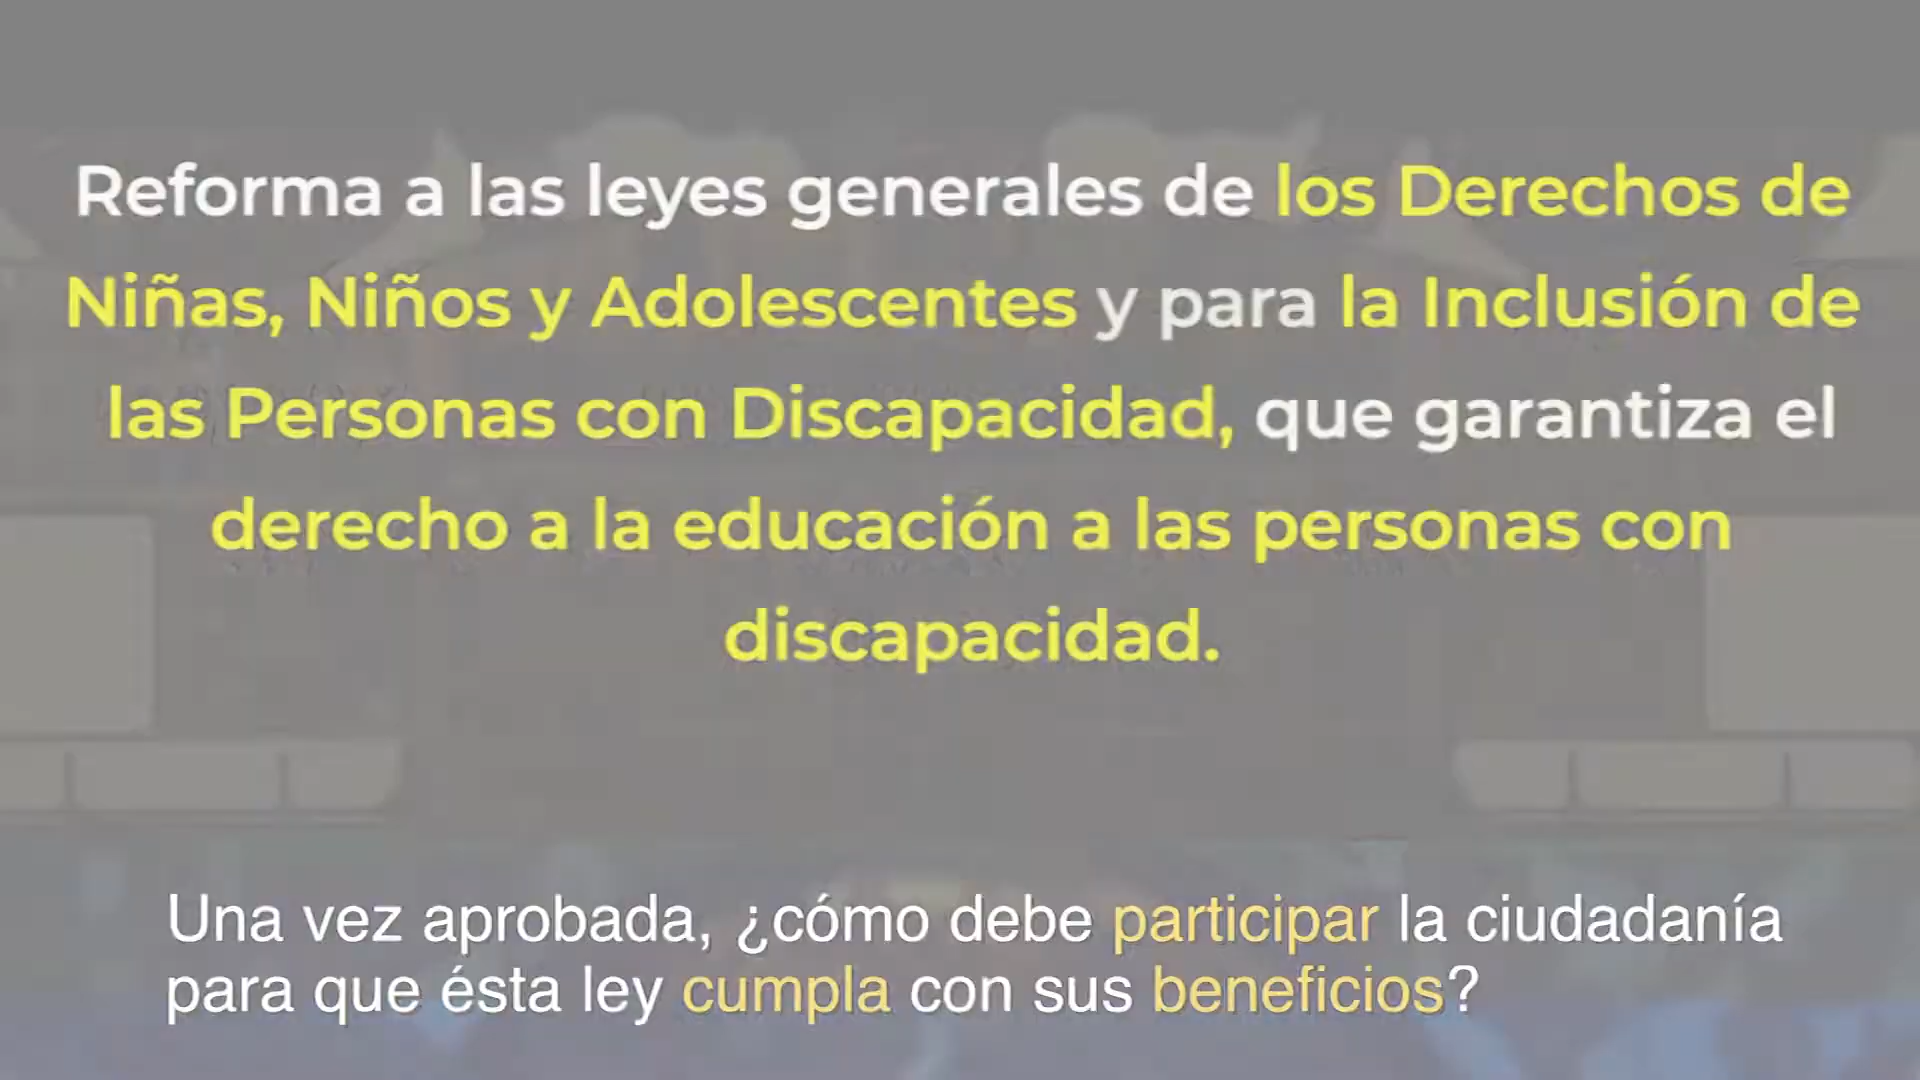 Reforma a las leyes generales de los Derechos de
Niñas, Niños y Adolescentes y para la Inclusión de
las Personas con Discapacidad, que garantiza el
derecho a la educación a las personas con
discapacidad.
Una vez aprobada, ¿cómo debe participar la ciudadanía
para que ésta ley cumpla con sus beneficios?